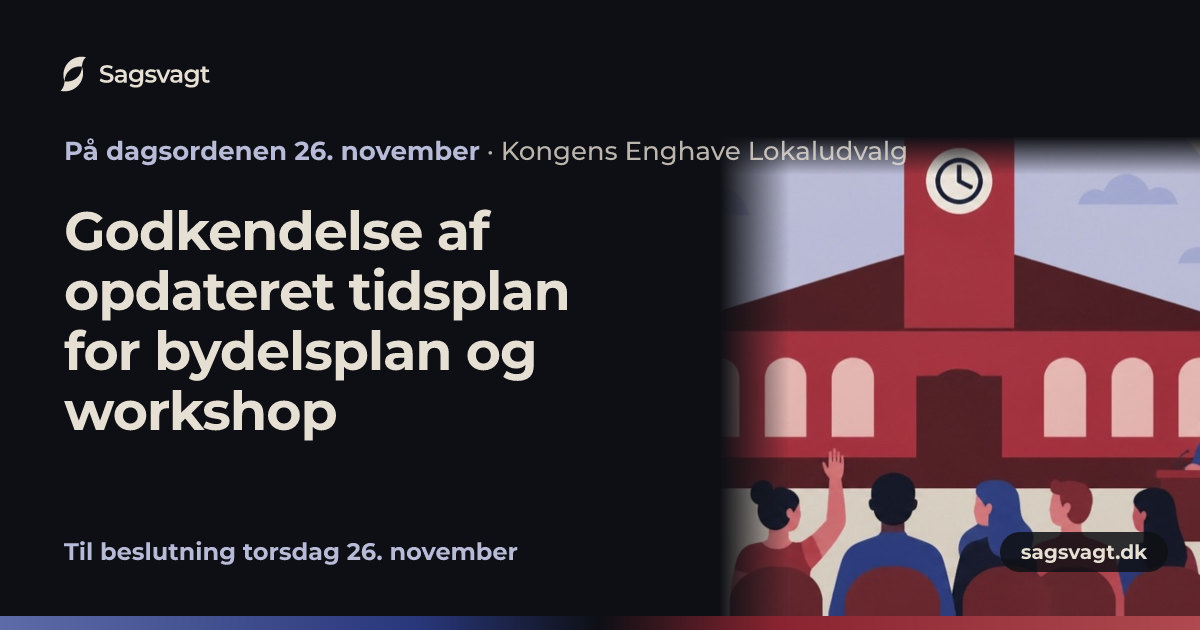 Sagsvagt
På dagsordenen 26. november · Kongens Enghave Lokaludvalg
Godkendelse af
opdateret tidsplan
for bydelsplan og
workshop
Til beslutning torsdag 26. november
sagsvagt.dk